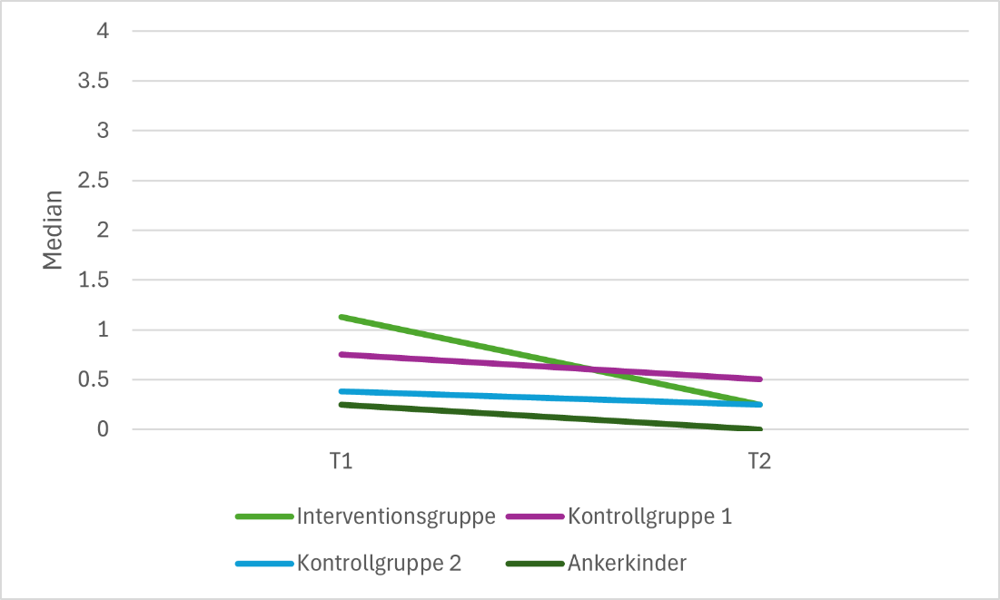 4
3.5
3
2.5
2
1.5
1
0.5
0
Median
T1 T2
Interventionsgruppe Kontrollgruppe 1
Kontrollgruppe 2 Ankerkinder